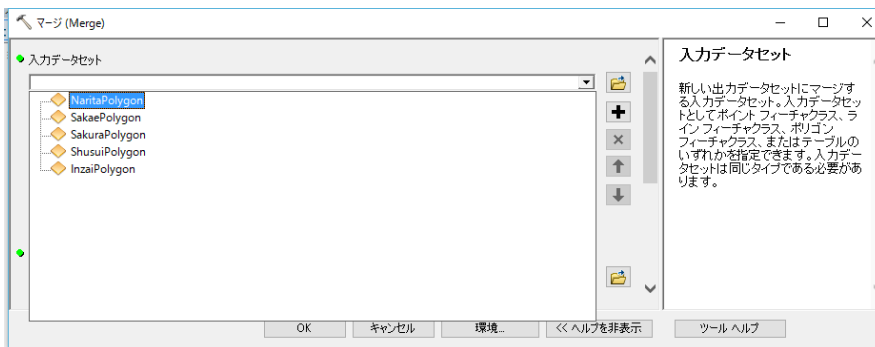 マージ (Merge)
入力データセット
NaritaPolygon
SakaePolygon
SakuraPolygon
ShusuiPolygon
InzaiPolygon
OK
キャンセル
環境...
<< ヘルプを非表示
入力データセット
新しい出力データセットにマージす
る入力データセット。入力データセッ
トとしてポイント フィーチャクラス、ラ
イン フィーチャクラス、ポリゴン
フィーチャクラス、またはテーブルの
いずれかを指定できます。入力デー
タセットは同じタイプである必要があ
ります。
ツール ヘルプ